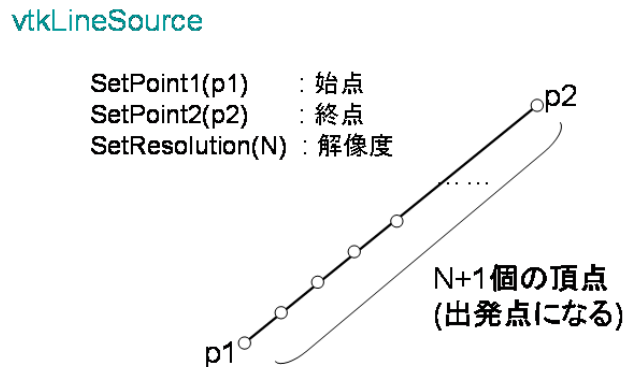 vtkLineSource
SetPoint1(p1) : 始点
SetPoint2(p2) : 終点
SetResolution(N) : 解像度
p2
... ...
N+1個の頂点
(出発点になる)
p1